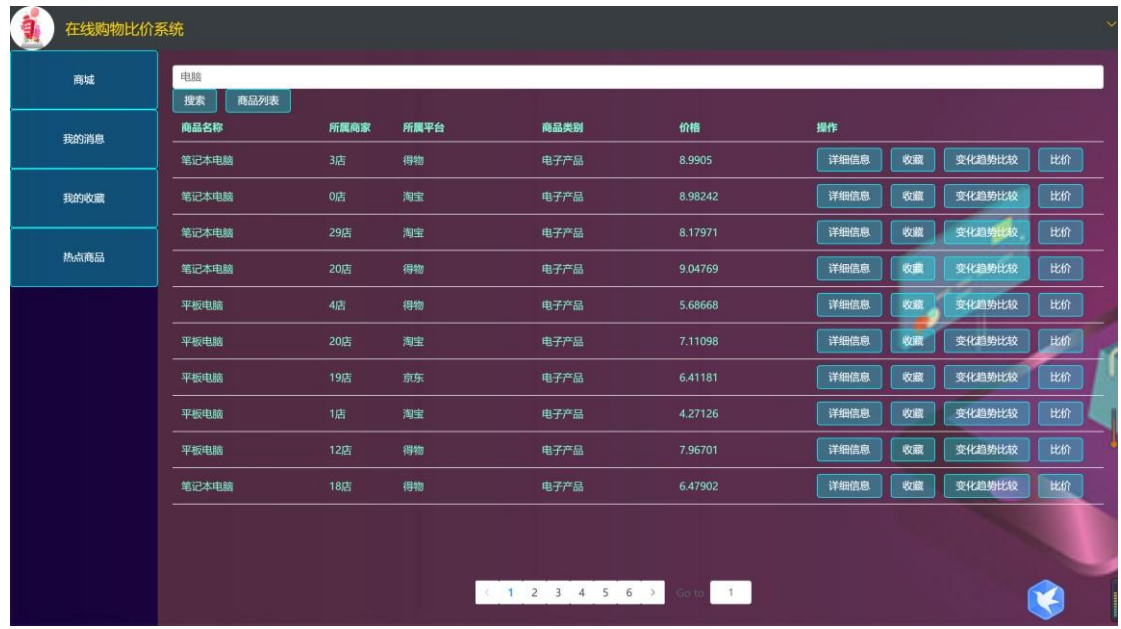 在线购物比价系统
商城
我的消息
我的收藏
热点商品
电脑
搜索 商品列表
商品名称 所属商家 所属平台 商品类别 价格 操作
笔记本电脑 3店 得物 电子产品 8.9905 详细信息 收藏 变化趋势比较 比价
笔记本电脑 0店 淘宝 电子产品 8.98242 详细信息 收藏 变化趋势比较 比价
笔记本电脑 29店 淘宝 电子产品 8.17971 详细信息 收藏 变化趋势比较 比价
笔记本电脑 20店 得物 电子产品 9.04769 详细信息 收藏 变化趋势比较 比价
平板电脑 4店 得物 电子产品 5.68668 详细信息 收藏 变化趋势比较 比价
平板电脑 20店 淘宝 电子产品 7.11098 详细信息 收藏 变化趋势比较 比价
平板电脑 19店 京东 电子产品 6.41181 详细信息 收藏 变化趋势比较 比价
平板电脑 1店 淘宝 电子产品 4.27126 详细信息 收藏 变化趋势比较 比价
平板电脑 12店 得物 电子产品 7.96701 详细信息 收藏 变化趋势比较 比价
笔记本电脑 18店 得物 电子产品 6.47902 详细信息 收藏 变化趋势比较 比价
1 2 3 4 5 6 Go to 1